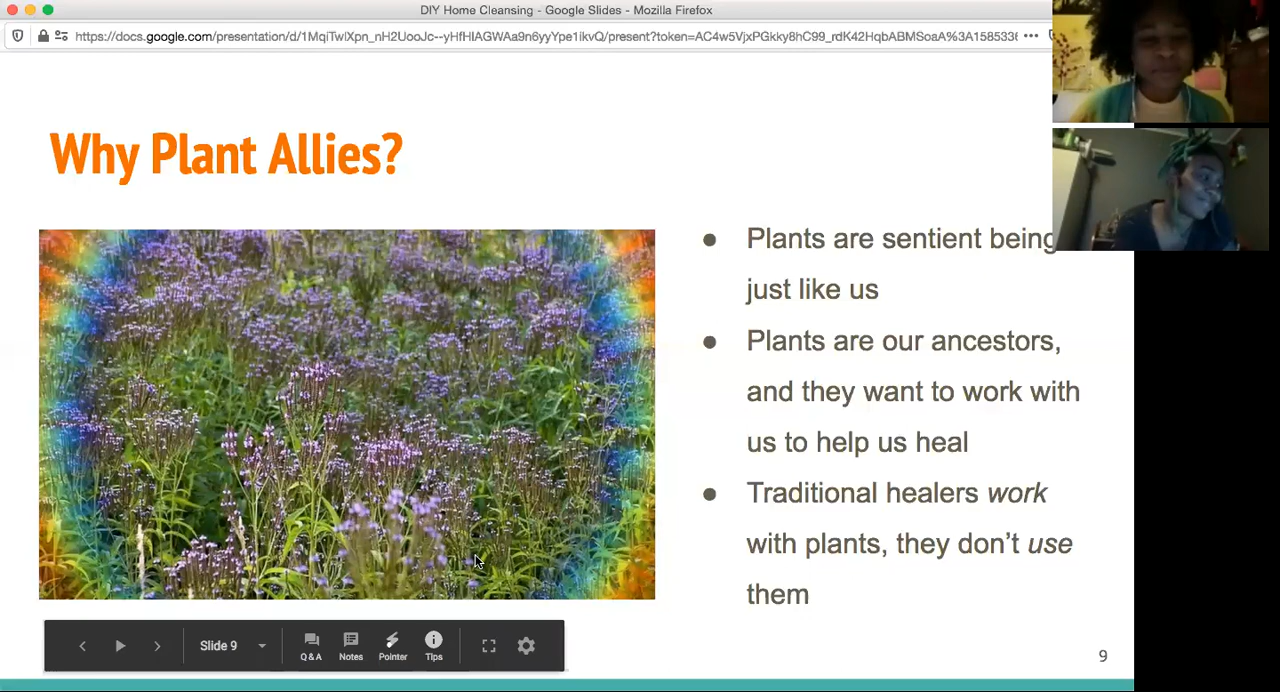 DIY Home Cleansing - Google Slides - Mozilla Firefox
https://docs.google.com/presentation/d/1MqiTwlXpn_nH2UooJc--yHfHlAGWAa9n6yyYpe1ikvQ/present?token=AC4w5VjxPGkky8hC99_rdK42HqbABMSoaA%3A1585336
Why Plant Allies?
● Plants are sentient being
just like us
● Plants are our ancestors,
and they want to work with
us to help us heal
● Traditional healers work
with plants, they don't use
them
Slide 9
Q & A Notes Pointer Tips
9